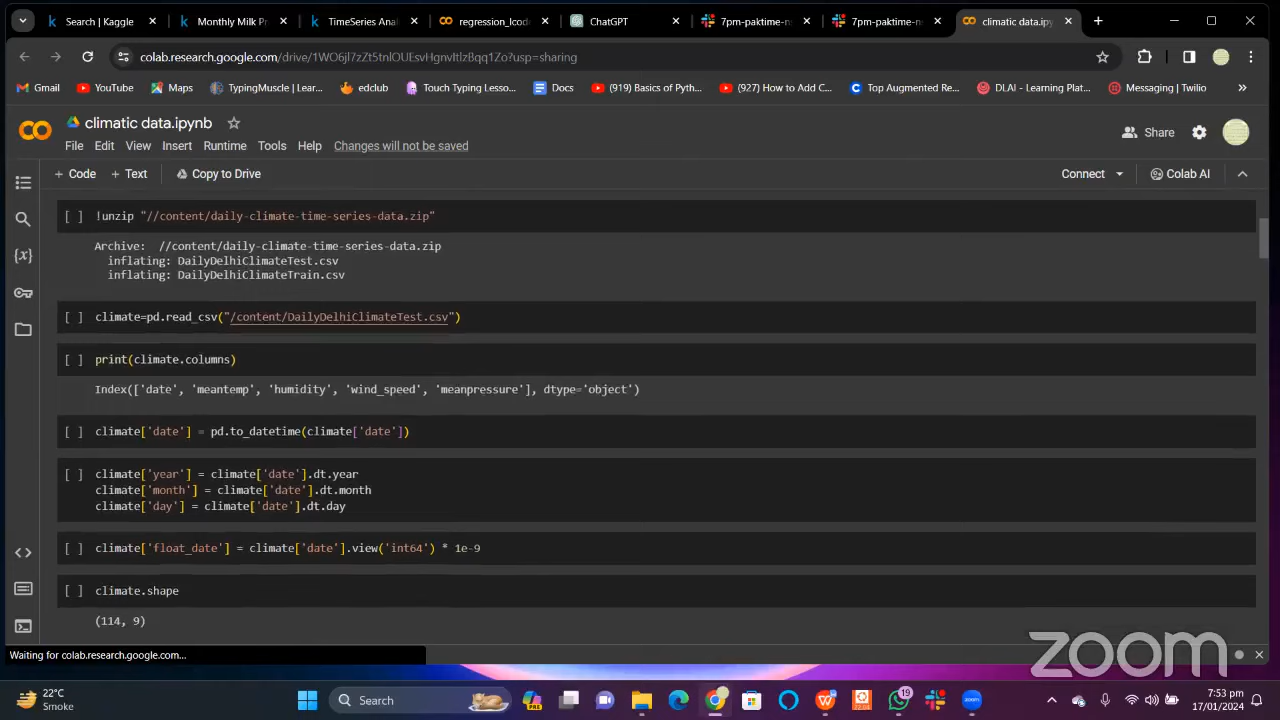 Search | Kaggle
Monthly Milk Pr
TimeSeries Anal
regression_lcode
ChatGPT
7pm-paktime-n
7pm-paktime-n
climatic data.ipy
colab.research.google.com/drive/1WO6jl7zZt5tnlOUEsvHgnvltlzBqq1Zo?usp=sharing
Gmail
YouTube
Maps
TypingMuscle | Lear...
edclub
Touch Typing Lesso...
Docs
(919) Basics of Pyth...
(927) How to Add C...
Top Augmented Rea...
DLAI - Learning Plat...
Messaging | Twilio
climatic data.ipynb
File Edit View Insert Runtime Tools Help Changes will not be saved
Share
+ Code + Text Copy to Drive
Connect
Colab AI
[ ] !unzip "//content/daily-climate-time-series-data.zip"
Archive:  //content/daily-climate-time-series-data.zip
inflating: DailyDelhiClimateTest.csv
inflating: DailyDelhiClimateTrain.csv
[ ] climate=pd.read_csv("/content/DailyDelhiClimateTest.csv")
[ ] print(climate.columns)
Index(['date', 'meantemp', 'humidity', 'wind_speed', 'meanpressure'], dtype='object')
[ ] climate['date'] = pd.to_datetime(climate['date'])
[ ] climate['year'] = climate['date'].dt.year
climate['month'] = climate['date'].dt.month
climate['day'] = climate['date'].dt.day
[ ] climate['float_date'] = climate['date'].view('int64') * 1e-9
[ ] climate.shape
(114, 9)
Waiting for colab.research.google.com...
zoom
22°C
Smoke
Search
19
7:53 pm
17/01/2024